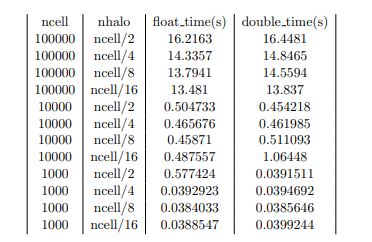 ncell nhalo float_time(s) double_time(s)
100000 ncell/2 16.2163 16.4481
100000 ncell/4 14.3357 14.8465
100000 ncell/8 13.7941 14.5594
100000 ncell/16 13.481 13.837
10000 ncell/2 0.504733 0.454218
10000 ncell/4 0.465676 0.461985
10000 ncell/8 0.45871 0.511093
10000 ncell/16 0.487557 1.06448
1000 ncell/2 0.577424 0.0391511
1000 ncell/4 0.0392923 0.0394692
1000 ncell/8 0.0384033 0.0385646
1000 ncell/16 0.0388547 0.0399244